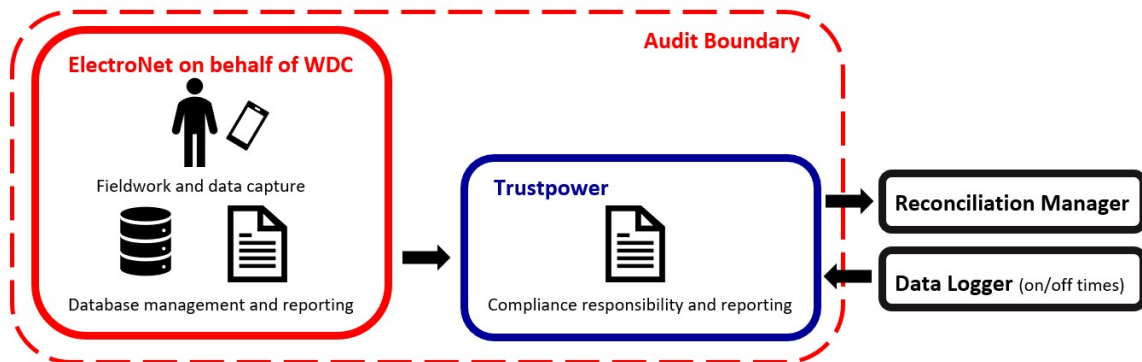 Audit Boundary
ElectroNet on behalf of WDC
Fieldwork and data capture
Database management and reporting
Trustpower
Compliance responsibility and reporting
Reconciliation Manager
Data Logger (on/off times)